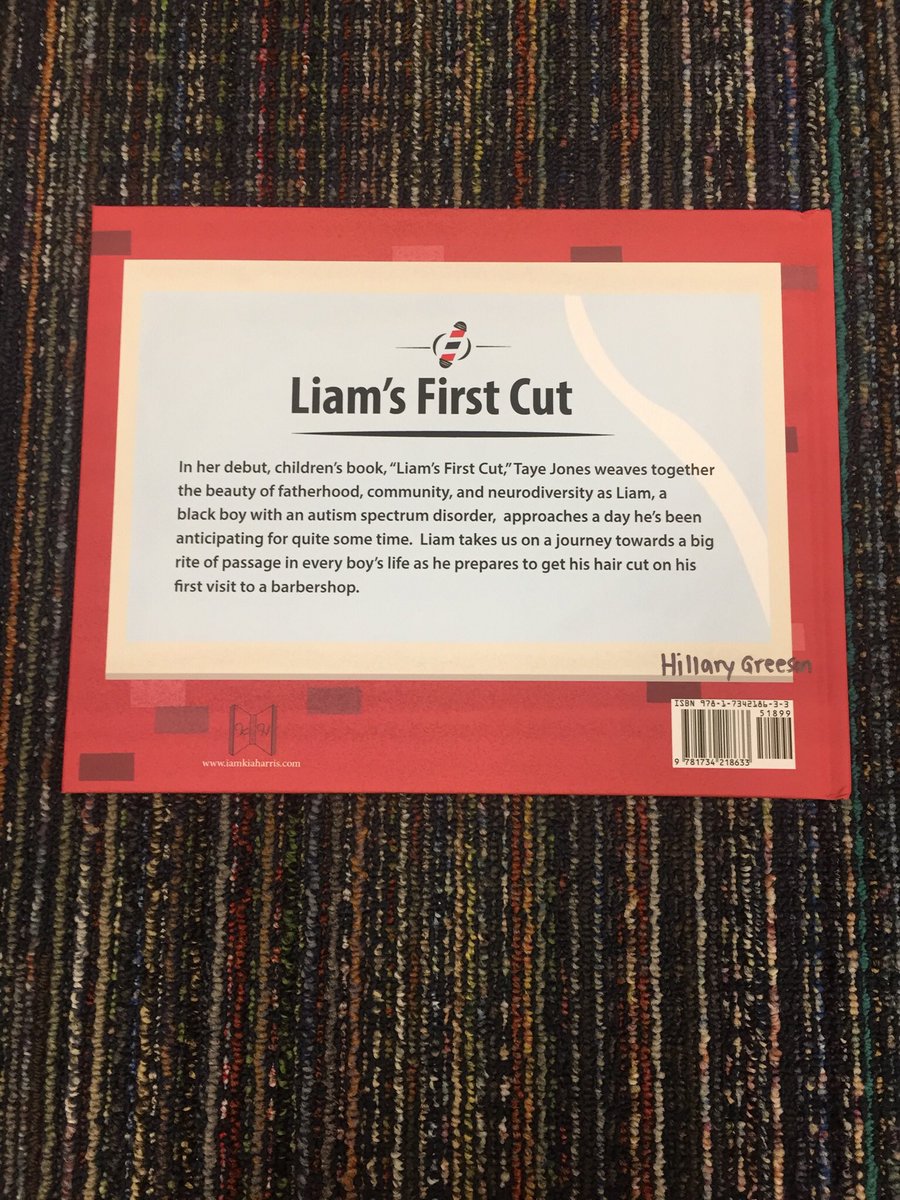 Liam's First Cut
In her debut, children's book, "Liam's First Cut," Taye Jones weaves together
the beauty of fatherhood, community, and neurodiversity as Liam, a
black boy with an autism spectrum disorder,  approaches a day he's been
anticipating for quite some time.  Liam takes us on a journey towards a big
rite of passage in every boy's life as he prepares to get his hair cut on his
first visit to a barbershop.
Hillary Greeson
ISBN 978-1-7342186-3-3
51899
9 781734 218633
www.iamkiaharris.com